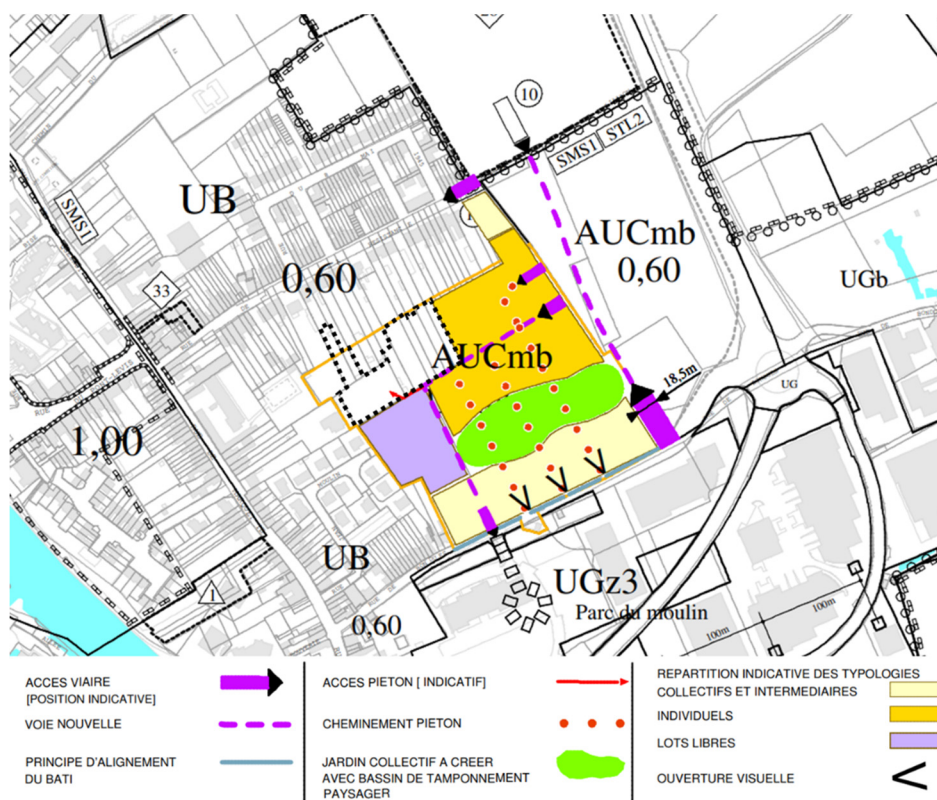 10
SMS1
STL2
UB
AUCmb
0,60
SMS1
0,60
UGb
33
AUCmb
18,5m
UG
1,00
UB
UGz3
1
Parc du moulin
0,60
100m
100m
ACCES VIAIRE
[POSITION INDICATIVE]
VOIE NOUVELLE
PRINCIPE D'ALIGNEMENT
DU BATI
ACCES PIETON [ INDICATIF]
CHEMINEMENT PIETON
JARDIN COLLECTIF A CREER
AVEC BASSIN DE TAMPONNEMENT
PAYSAGER
REPARTITION INDICATIVE DES TYPOLOGIES
COLLECTIFS ET INTERMEDIAIRES
INDIVIDUELS
LOTS LIBRES
OUVERTURE VISUELLE